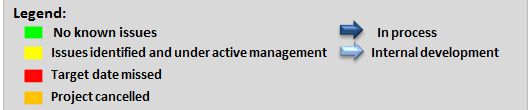 Legend:
No known issues
In process
Issues identified and under active management
Internal development
Target date missed
Project cancelled